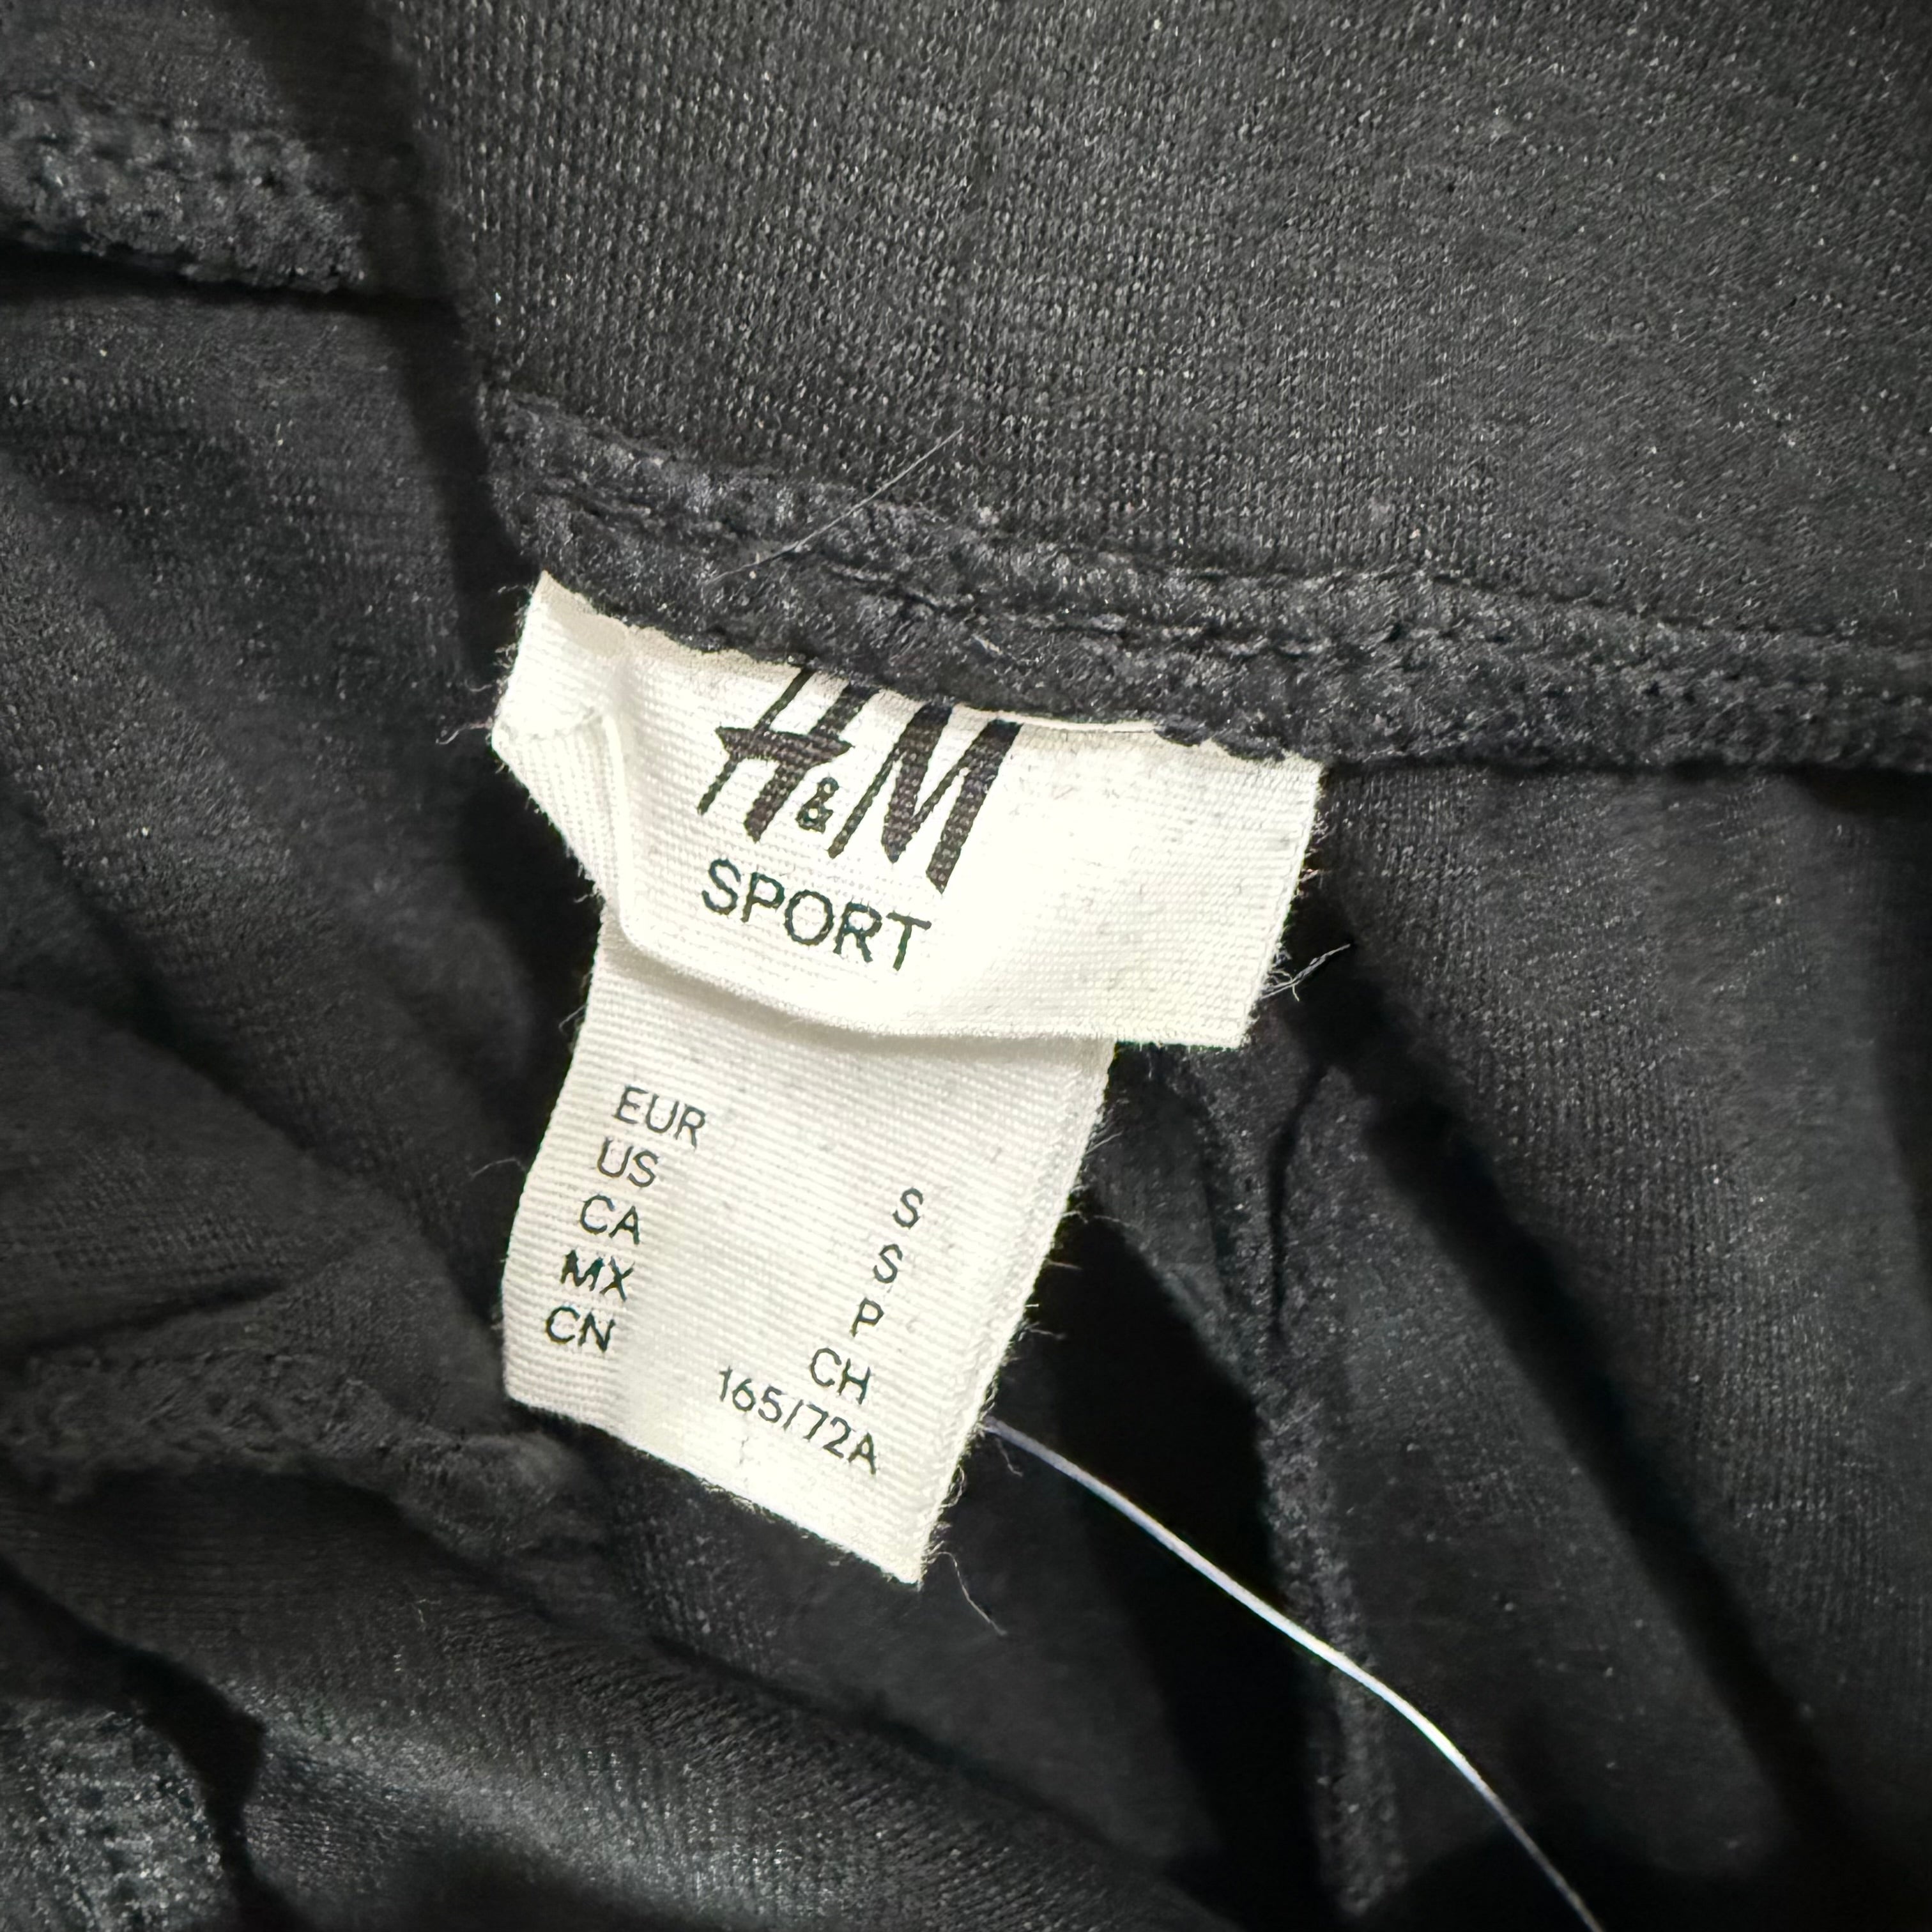 H&M
SPORT
EUR S
US S
CA P
MX CH
CN 165/72A